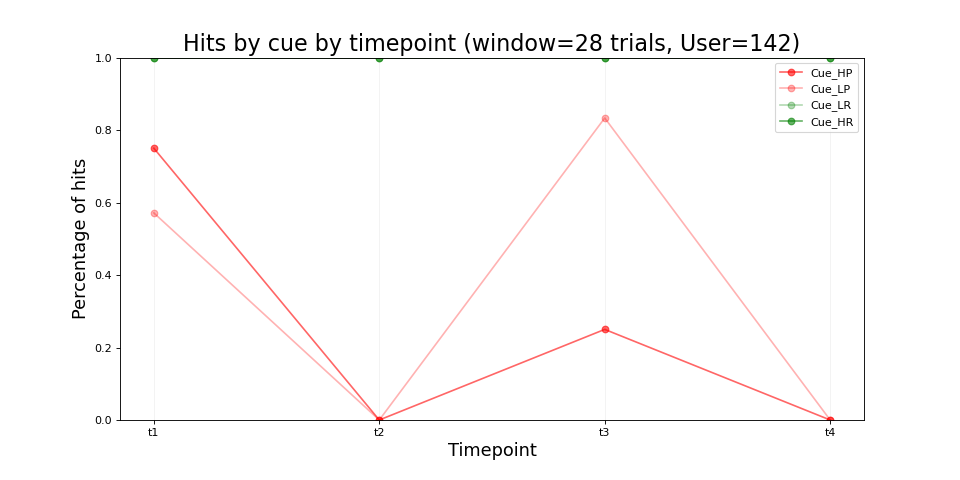 Hits by cue by timepoint (window=28 trials, User=142)
Percentage of hits
1.0
0.8
0.6
0.4
0.2
0.0
Cue_HP
Cue_LP
Cue_LR
Cue_HR
t1 t2 t3 t4
Timepoint